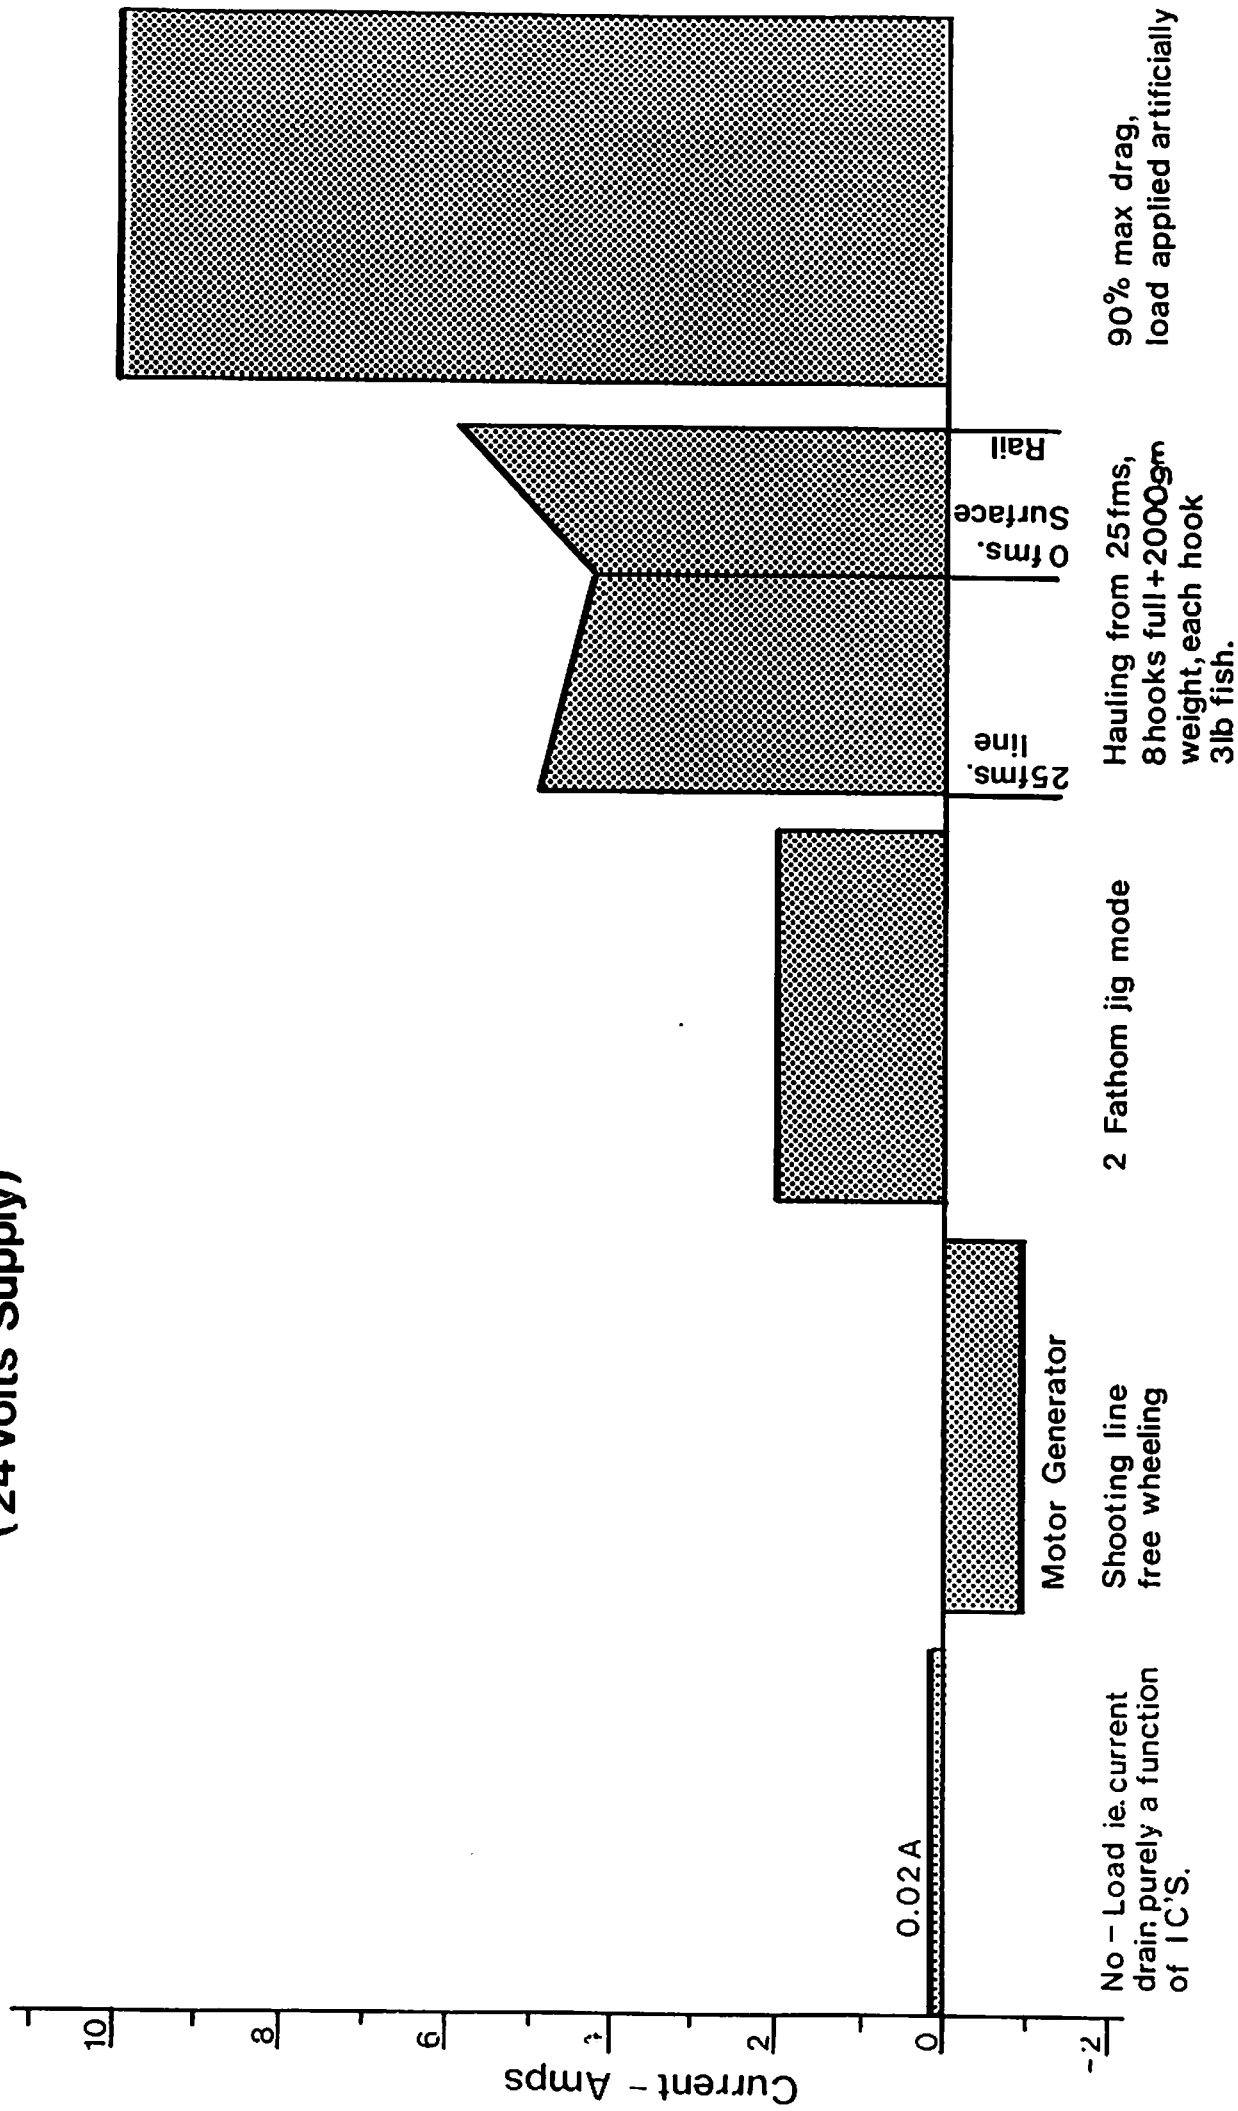 (24 Volts Supply)
Current - Amps
10
8
6
2
0
-2
0.02 A
No - Load ie. current
drain purely a function
of IC'S.
Motor Generator
Shooting line
free wheeling
2 Fathom jig mode
25fms.
line
0 fms.
Surface
Rail
Hauling from 25fms,
8 hooks full + 2000gm
weight, each hook
3lb fish.
90% max drag,
load applied artificially